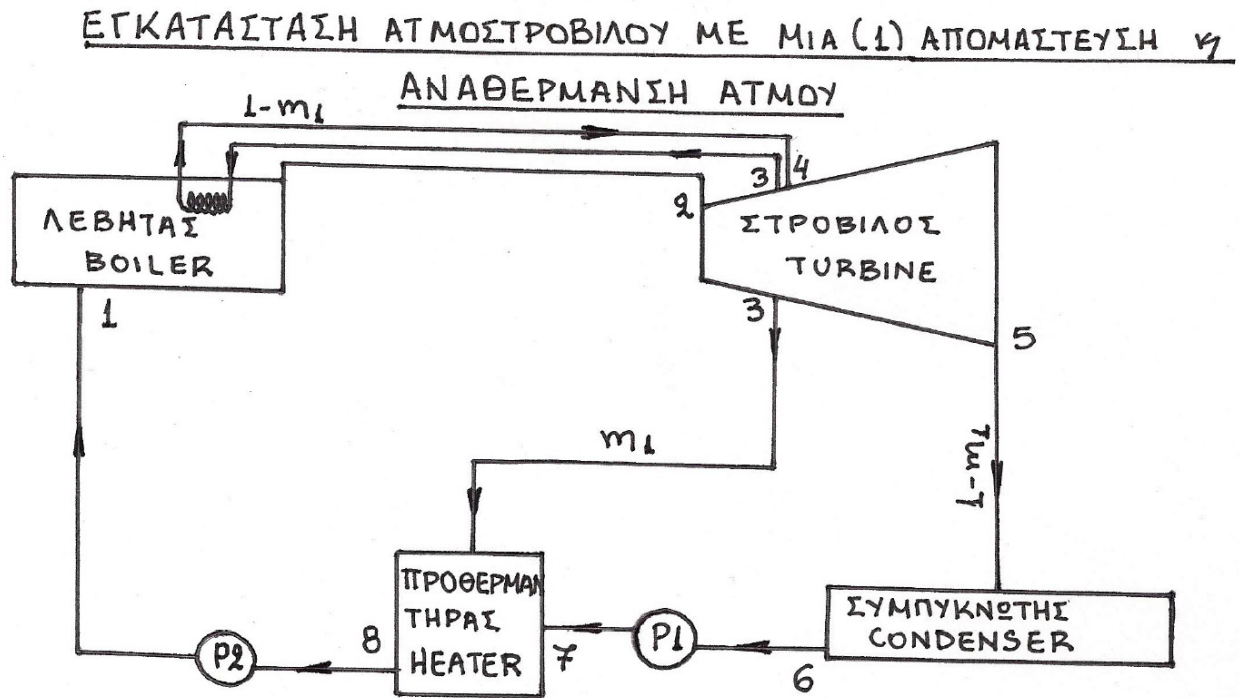 ΕΓΚΑΤΑΣΤΑΣΗ ΑΤΜΟΣΤΡΟΒΙΛΟΥ ΜΕ ΜΙΑ (1) ΑΠΟΜΑΣΤΕΥΣΗ ϗ
ΑΝΑΘΕΡΜΑΝΣΗ ΑΤΜΟΥ
1-m1
3
4
2
ΛΕΒΗΤΑΣ
BOILER
ΣΤΡΟΒΙΛΟΣ
TURBINE
1
3
5
m1
1-m1
ΠΡΟΘΕΡΜΑΝ
ΤΗΡΑΣ
HEATER
ΣΥΜΠΥΚΝΩΤΗΣ
CONDENSER
P2
8
7
P1
6